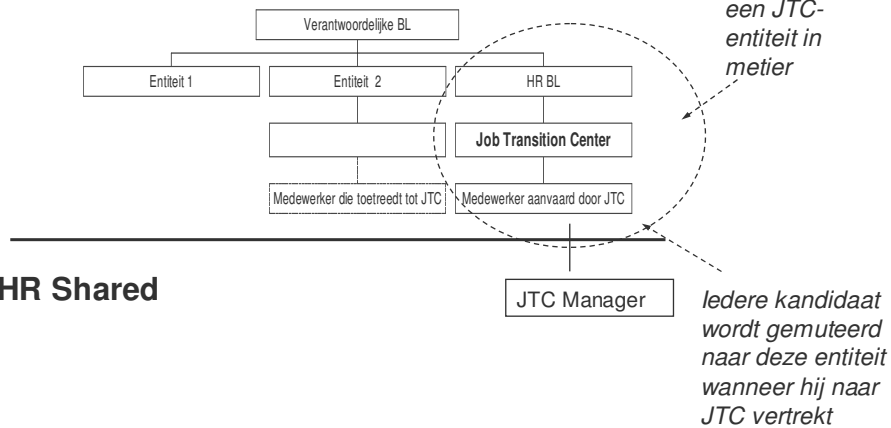 een JTC-
entiteit in
metier
Verantwoordelijke BL
Entiteit 1
Entiteit 2
HR BL
Job Transition Center
Medewerker die toetreedt tot JTC
Medewerker aanvaard door JTC
HR Shared
JTC Manager
Iedere kandidaat
wordt gemuteerd
naar deze entiteit
wanneer hij naar
JTC vertrekt